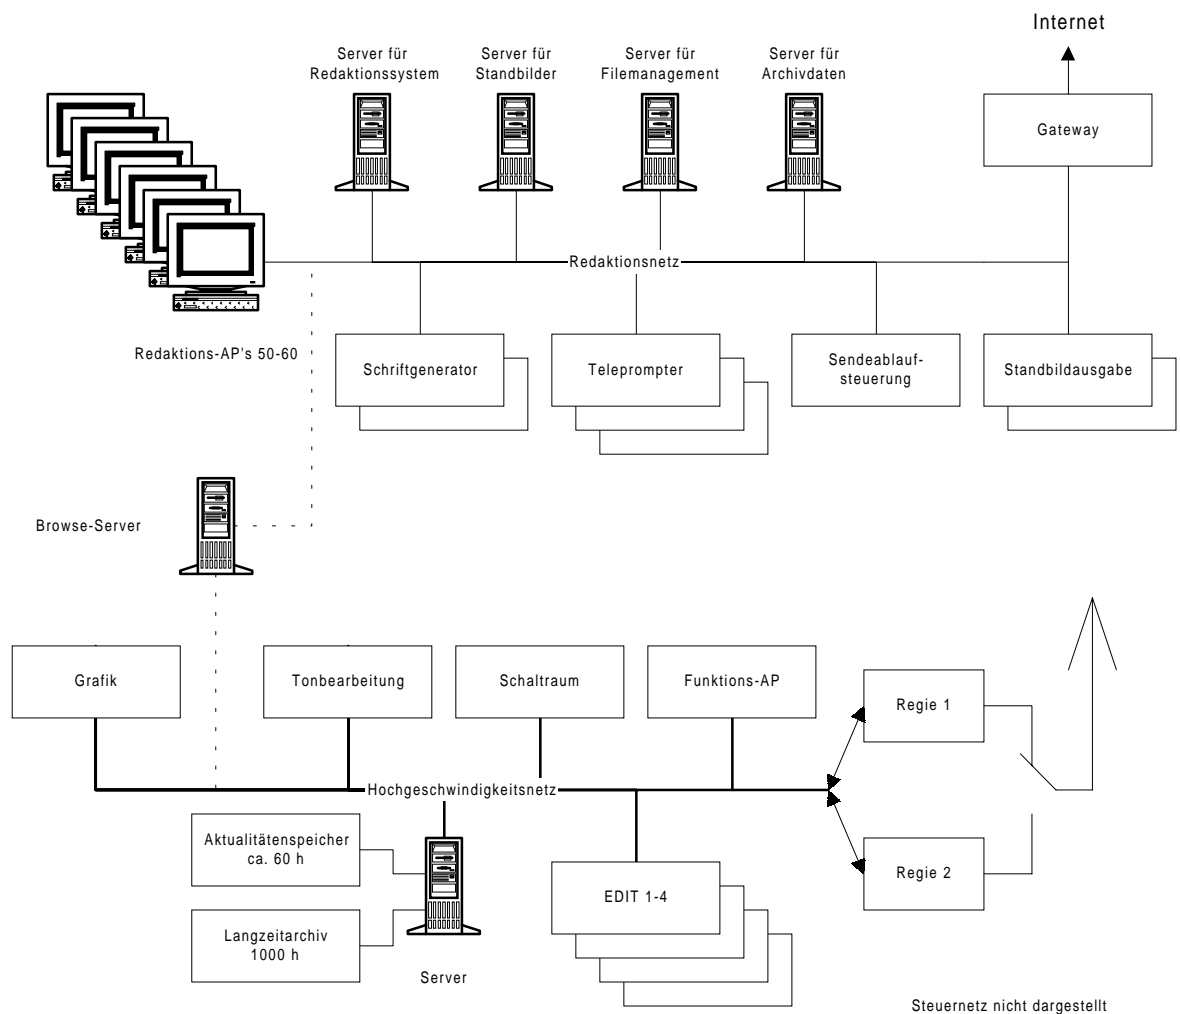 Internet
Server für
Redaktionssystem
Server für
Standbilder
Server für
Filemanagement
Server für
Archivdaten
Gateway
Redaktionsnetz
Redaktions-AP's 50-60
Schriftgenerator
Teleprompter
Sendeablauf-
steuerung
Standbildausgabe
Browse-Server
Grafik
Tonbearbeitung
Schaltraum
Funktions-AP
Regie 1
Hochgeschwindigkeitsnetz
Aktualitätenspeicher
ca. 60 h
Regie 2
EDIT 1-4
Langzeitarchiv
1000 h
Server
Steuernetz nicht dargestellt